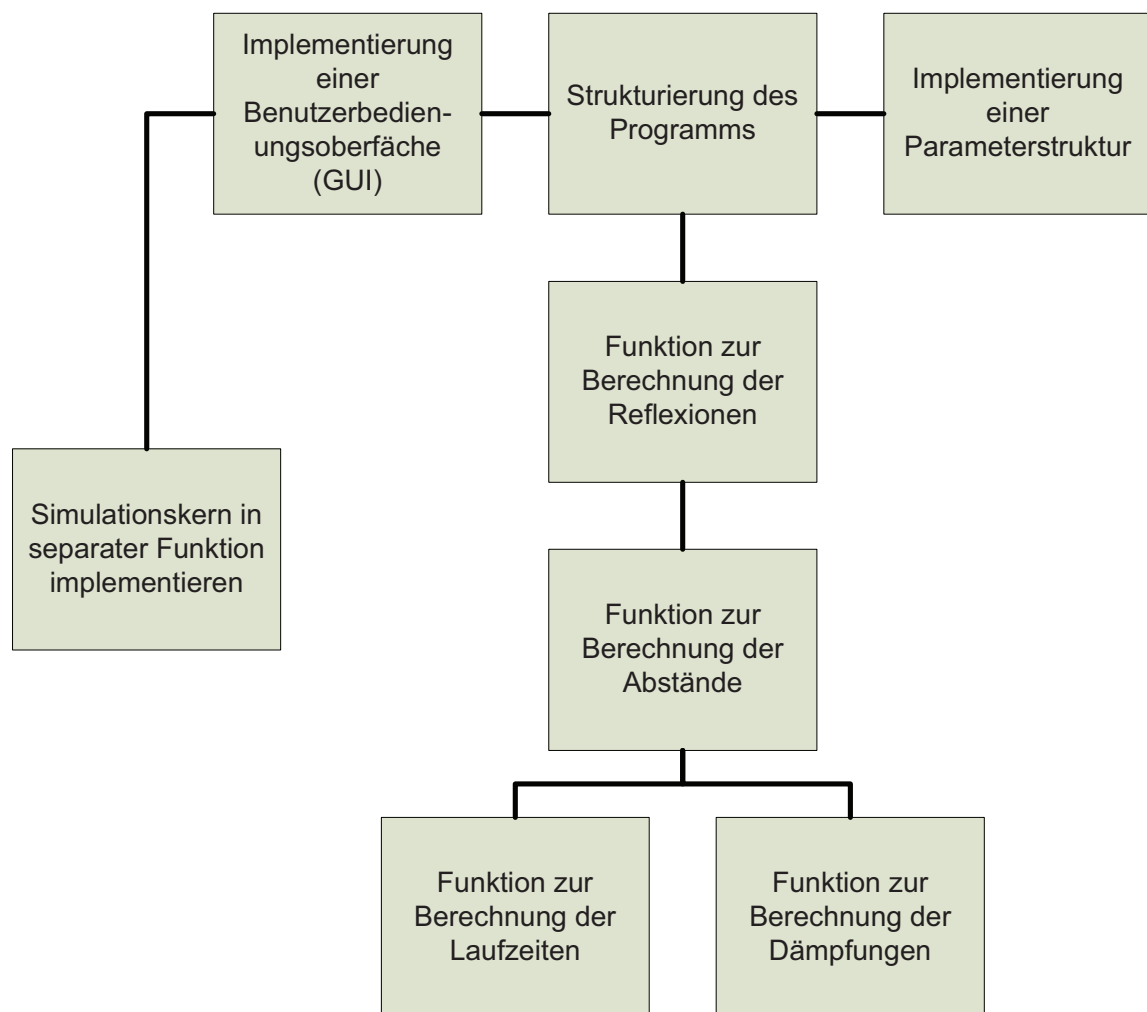 Implementierung
einer
Benutzerbedien-
ungsoberfäche
(GUI)
Strukturierung des
Programms
Implementierung
einer
Parameterstruktur
Funktion zur
Berechnung der
Reflexionen
Simulationskern in
separater Funktion
implementieren
Funktion zur
Berechnung der
Abstände
Funktion zur
Berechnung der
Laufzeiten
Funktion zur
Berechnung der
Dämpfungen